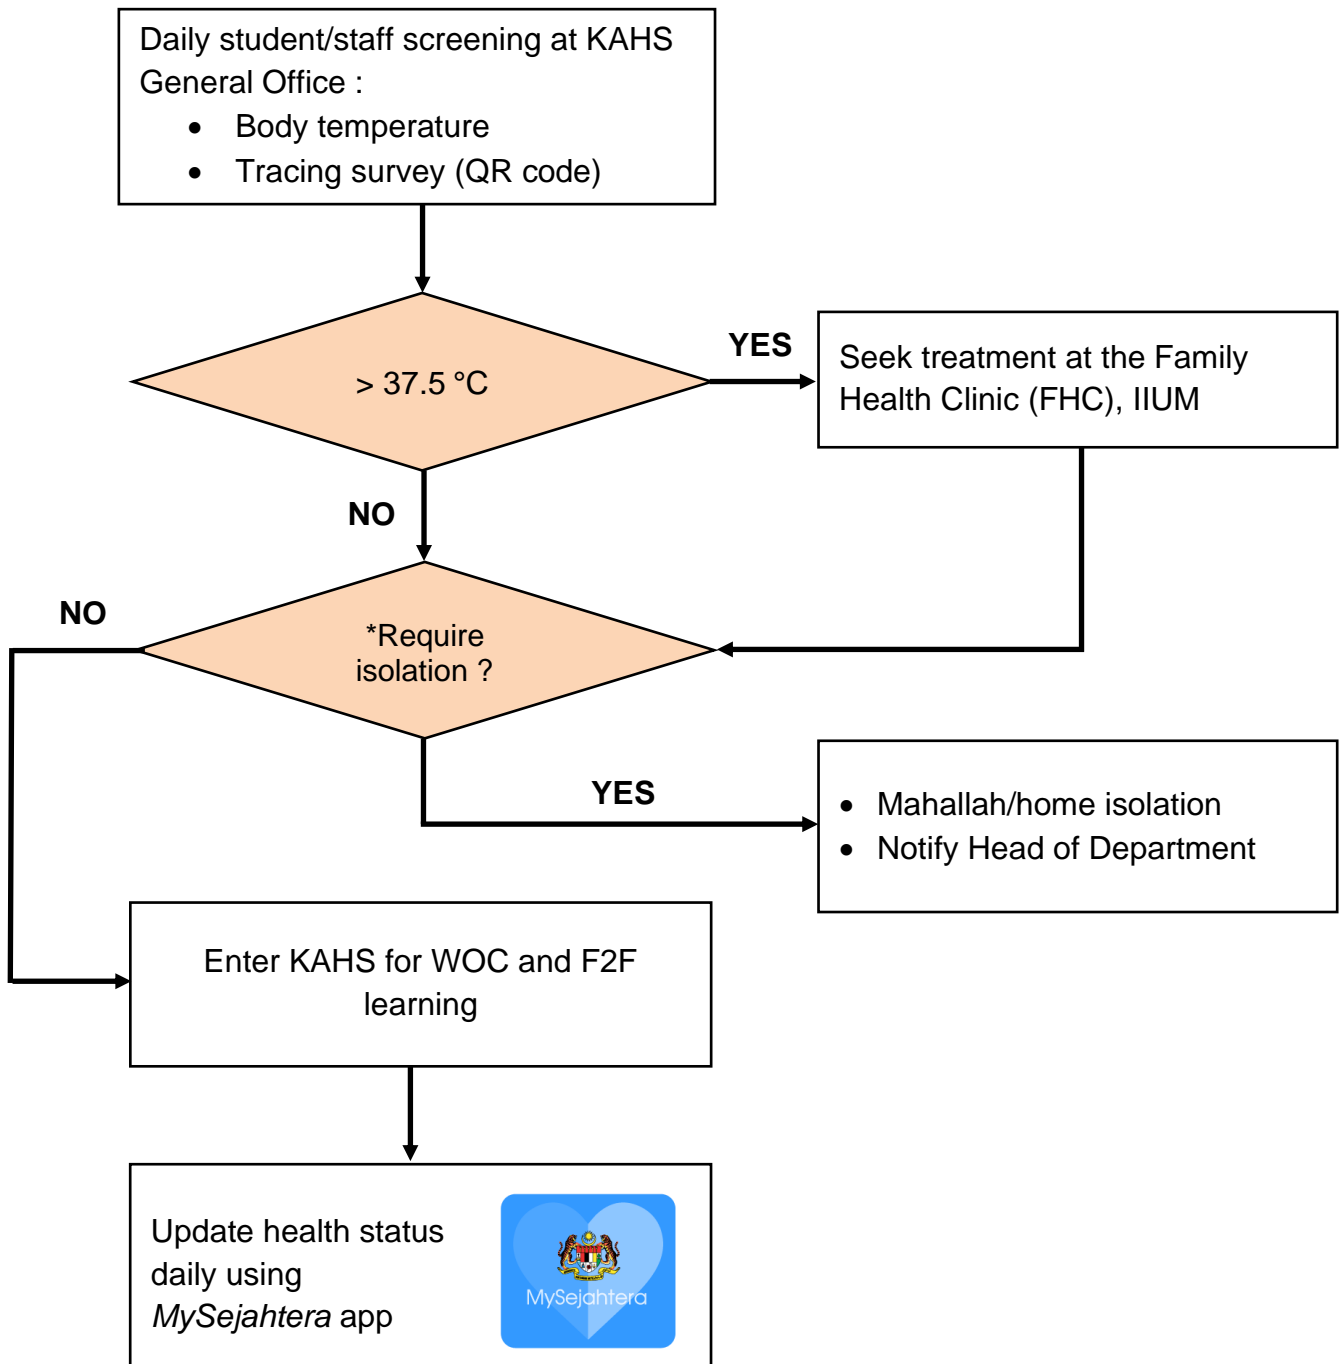 Daily student/staff screening at KAHS
General Office :
• Body temperature
• Tracing survey (QR code)
> 37.5 °C
YES
Seek treatment at the Family
Health Clinic (FHC), IIUM
NO
*Require
isolation ?
NO
YES
• Mahallah/home isolation
• Notify Head of Department
Enter KAHS for WOC and F2F
learning
Update health status
daily using
MySejahtera app
MySejahtera